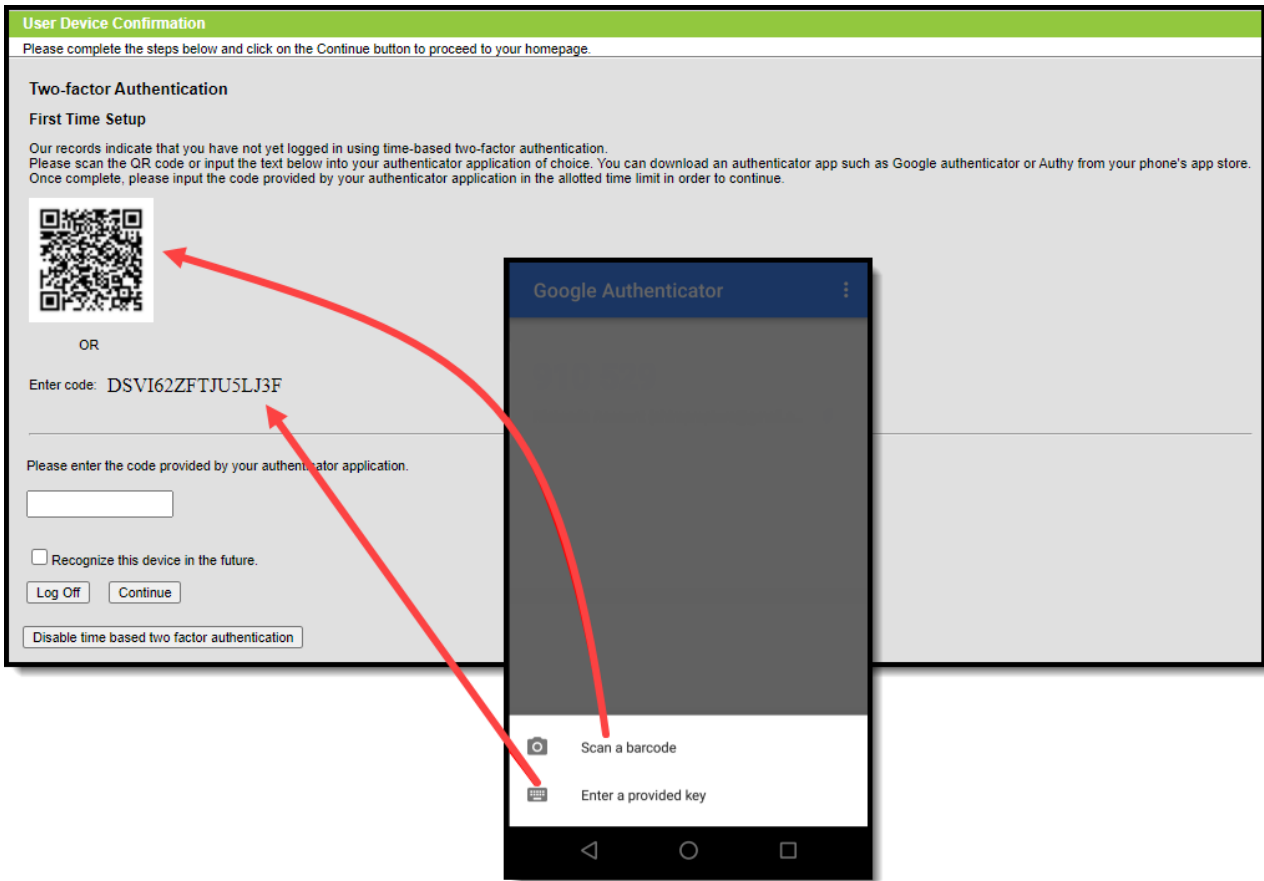 User Device Confirmation
Please complete the steps below and click on the Continue button to proceed to your homepage.
Two-factor Authentication
First Time Setup
Our records indicate that you have not yet logged in using time-based two-factor authentication.
Please scan the QR code or input the text below into your authenticator application of choice. You can download an authenticator app such as Google authenticator or Authy from your phone's app store.
Once complete, please input the code provided by your authenticator application in the allotted time limit in order to continue.
OR
Enter code: DSVI62ZFTJU5LJ3F
Please enter the code provided by your authenticator application.
Recognize this device in the future.
Log Off Continue
Disable time based two factor authentication
Google Authenticator
Scan a barcode
Enter a provided key